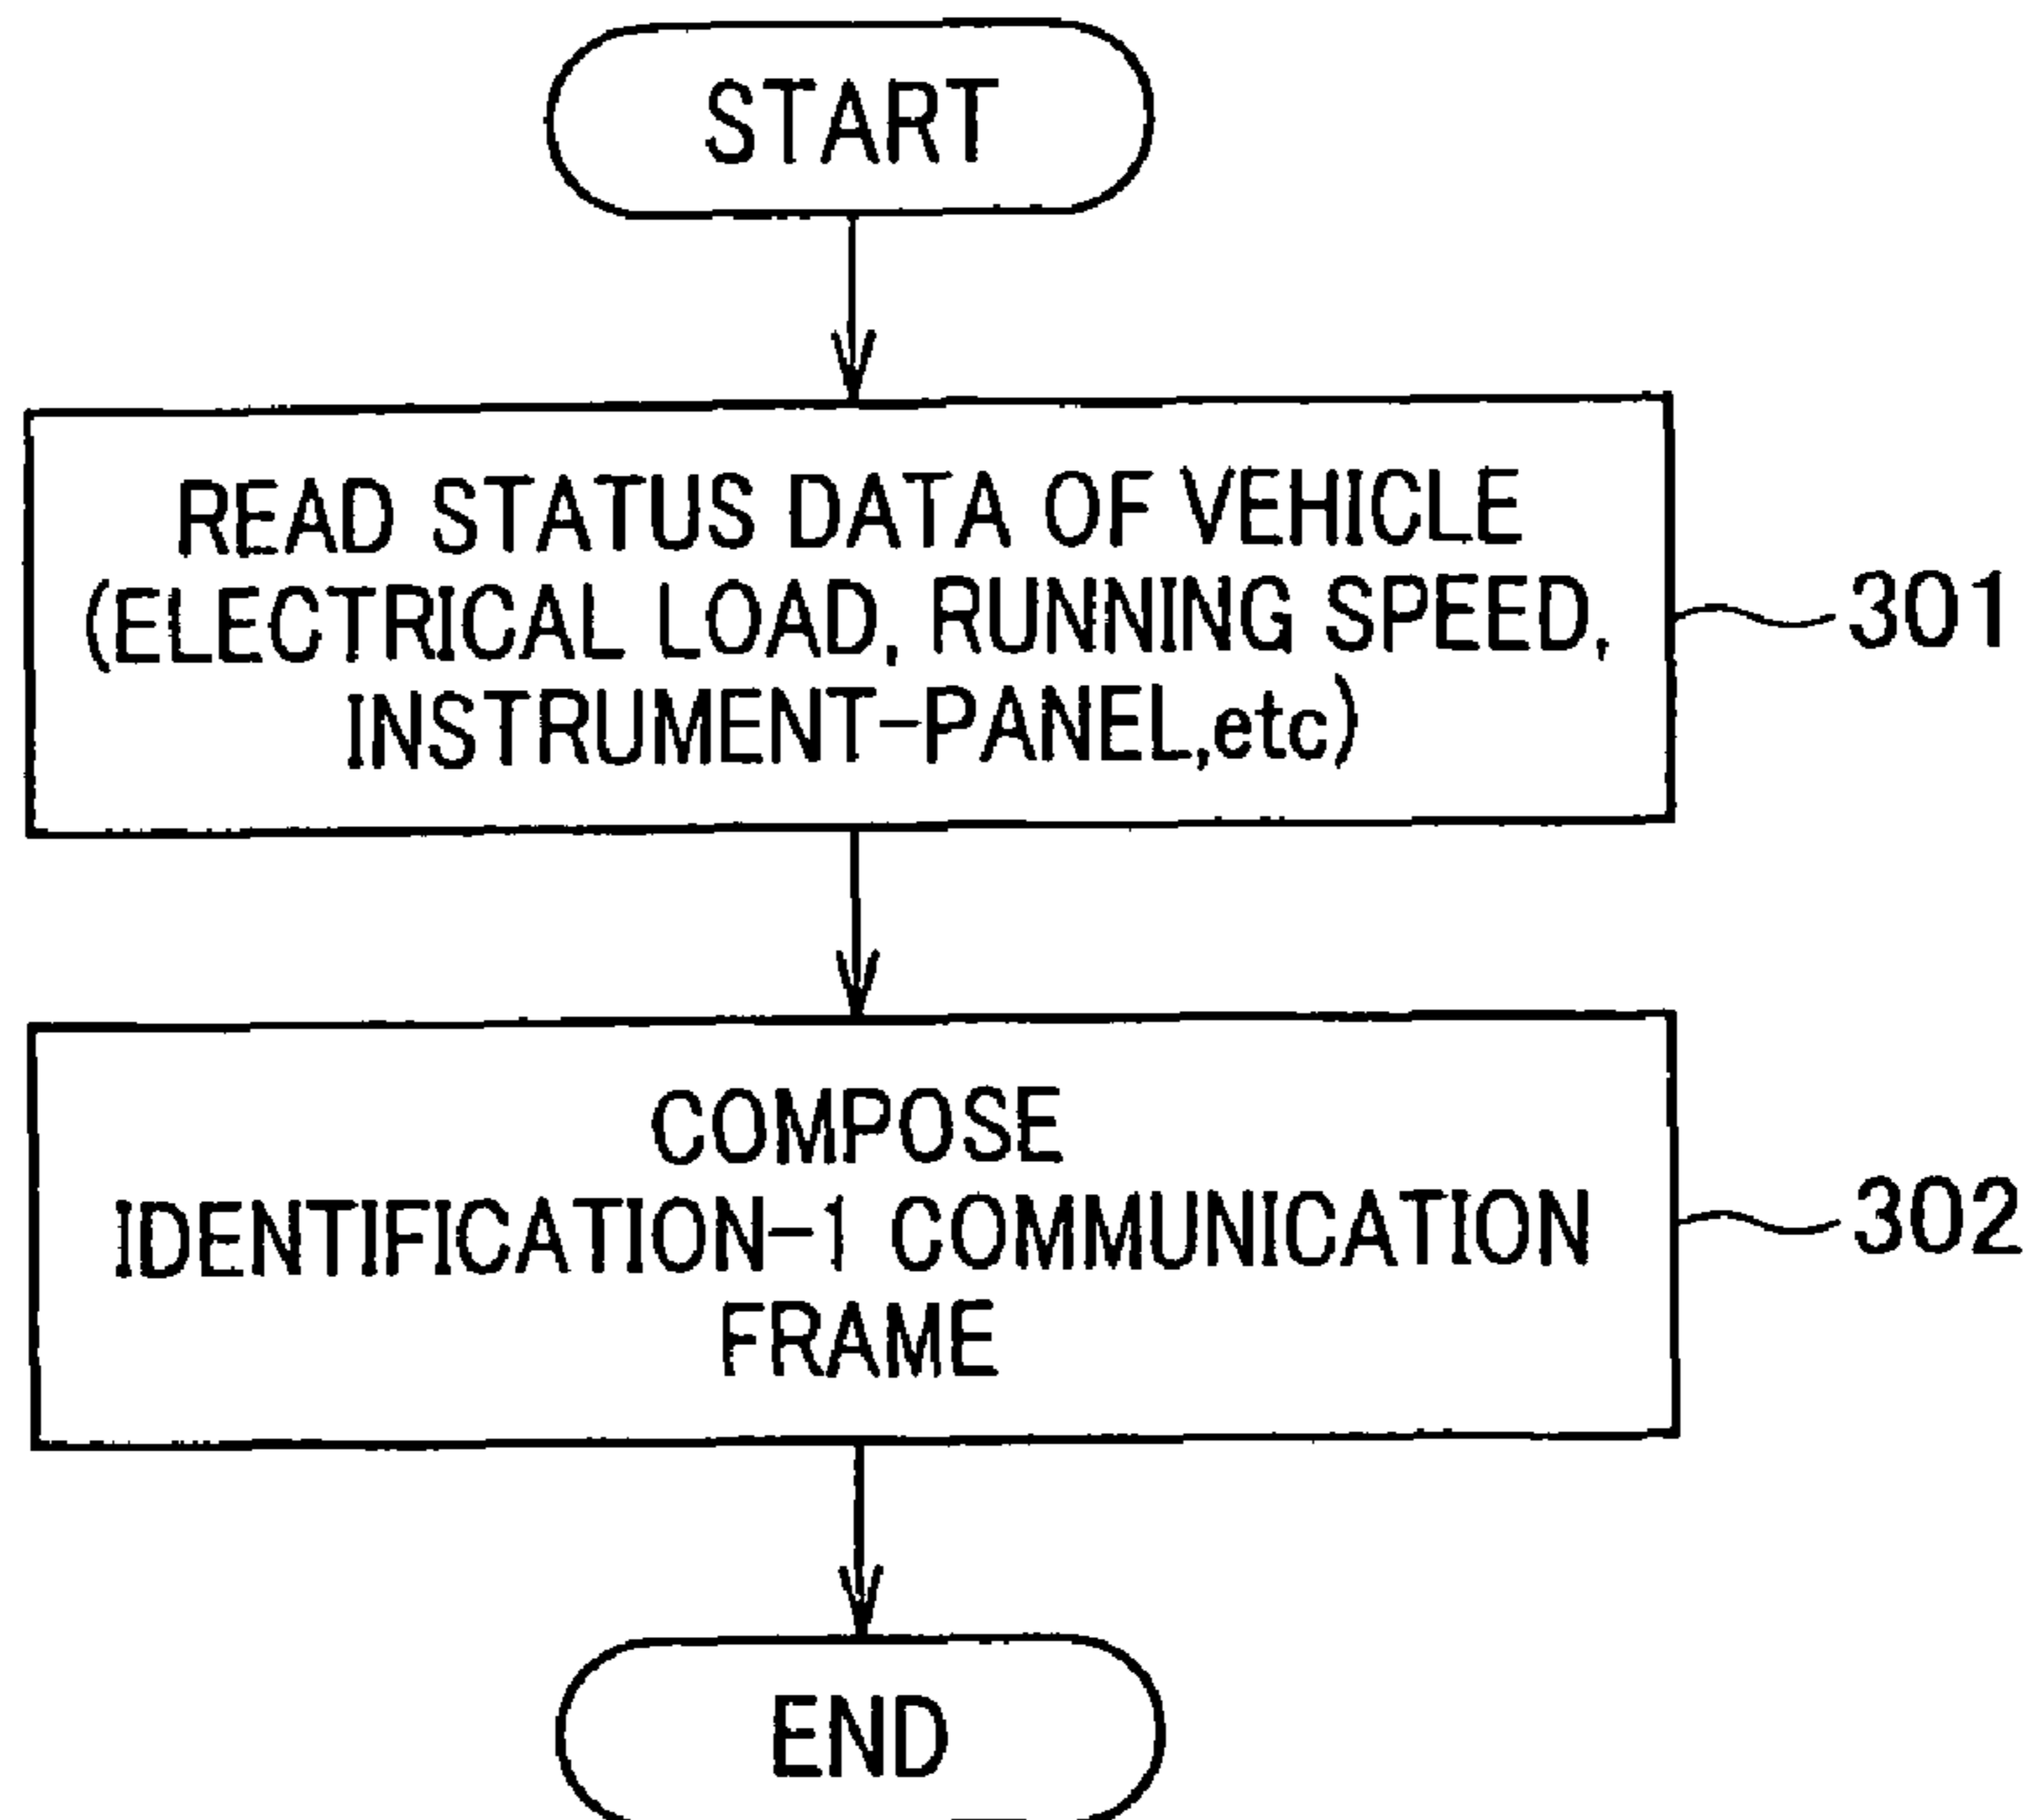 START
READ STATUS DATA OF VEHICLE
(ELECTRICAL LOAD, RUNNING SPEED,
INSTRUMENT-PANEL,etc)
301
COMPOSE
IDENTIFICATION-1 COMMUNICATION
FRAME
302
END